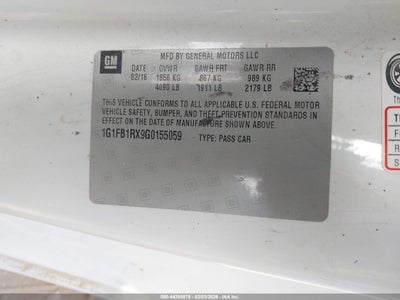 GM
MFD BY GENERAL MOTORS LLC
DATE GVWR GAWR FRT GAWR RR
02/16 1856 KG 867 KG 989 KG
4090 LB 1911 LB 2179 LB
THIS VEHICLE CONFORMS TO ALL APPLICABLE U.S. FEDERAL MOTOR
VEHICLE SAFETY, BUMPER, AND THEFT PREVENTION STANDARDS
IN EFFECT ON THE DATE OF MANUFACTURE SHOWN ABOVE.
1G1FB1RX9G0155059 TYPE: PASS CAR